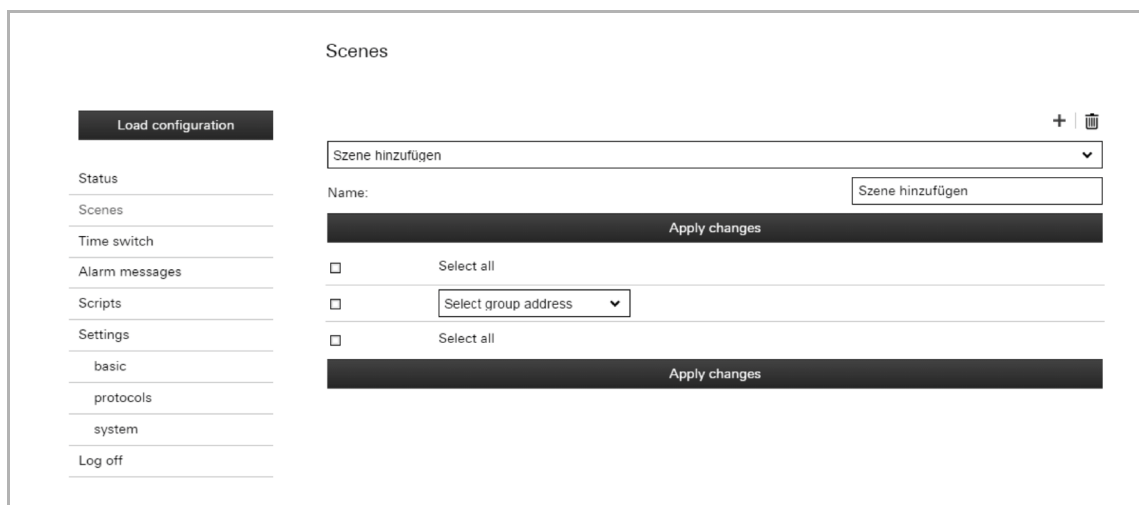 Scenes
Load configuration
Status
Scenes
Time switch
Alarm messages
Scripts
Settings
basic
protocols
system
Log off
Szene hinzufügen
Name:
Szene hinzufügen
Apply changes
Select all
Select group address
Select all
Apply changes